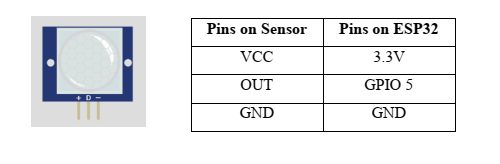 Pins on Sensor Pins on ESP32
VCC 3.3V
OUT GPIO 5
GND GND
+ D −